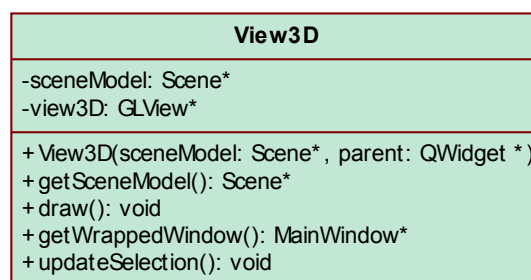 View3D
-sceneModel: Scene*
-view3D: GLView*
+View3D(sceneModel: Scene*, parent: QWidget *)
+getSceneModel(): Scene*
+draw(): void
+getWrappedWindow(): MainWindow*
+updateSelection(): void